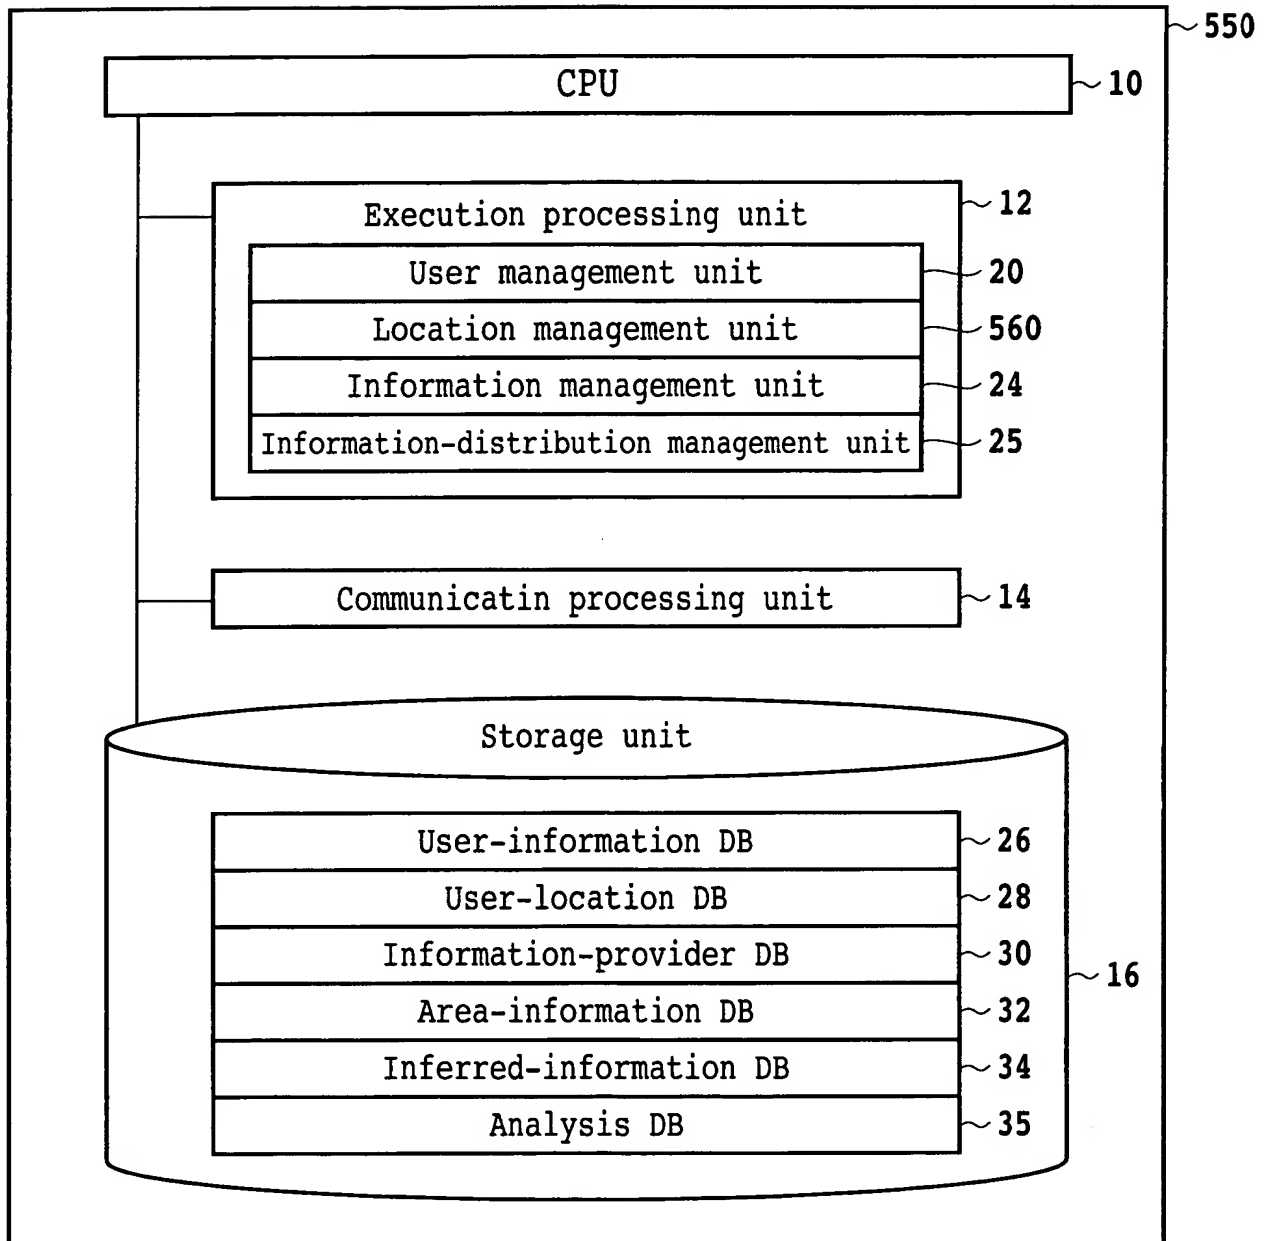 550
CPU 10
Execution processing unit 12
User management unit 20
Location management unit 560
Information management unit 24
Information-distribution management unit 25
Communicatin processing unit 14
Storage unit
User-information DB 26
User-location DB 28
Information-provider DB 30
16
Area-information DB 32
Inferred-information DB 34
Analysis DB 35